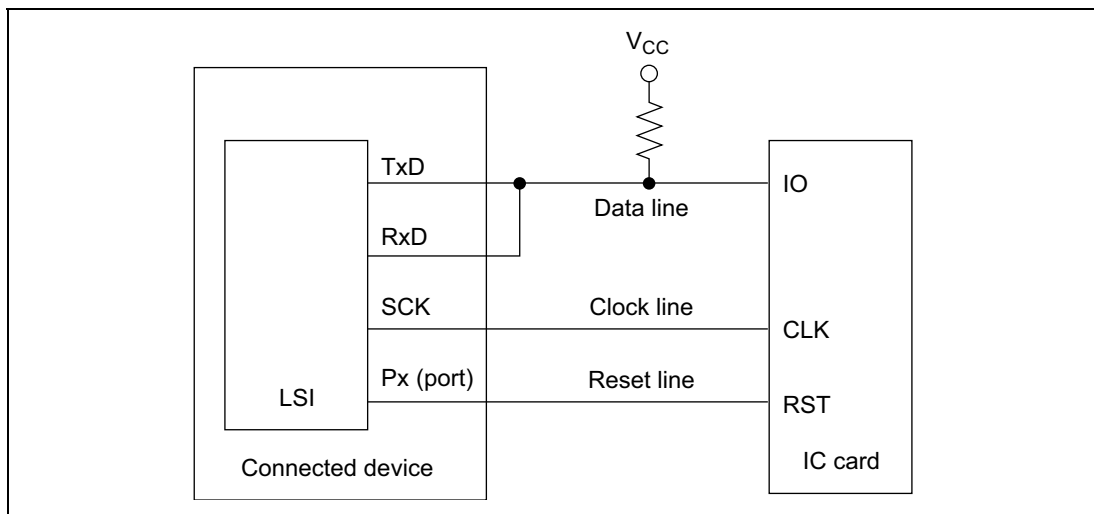 VCC
TxD
IO
Data line
RxD
SCK
Clock line
CLK
Px (port)
Reset line
RST
LSI
IC card
Connected device